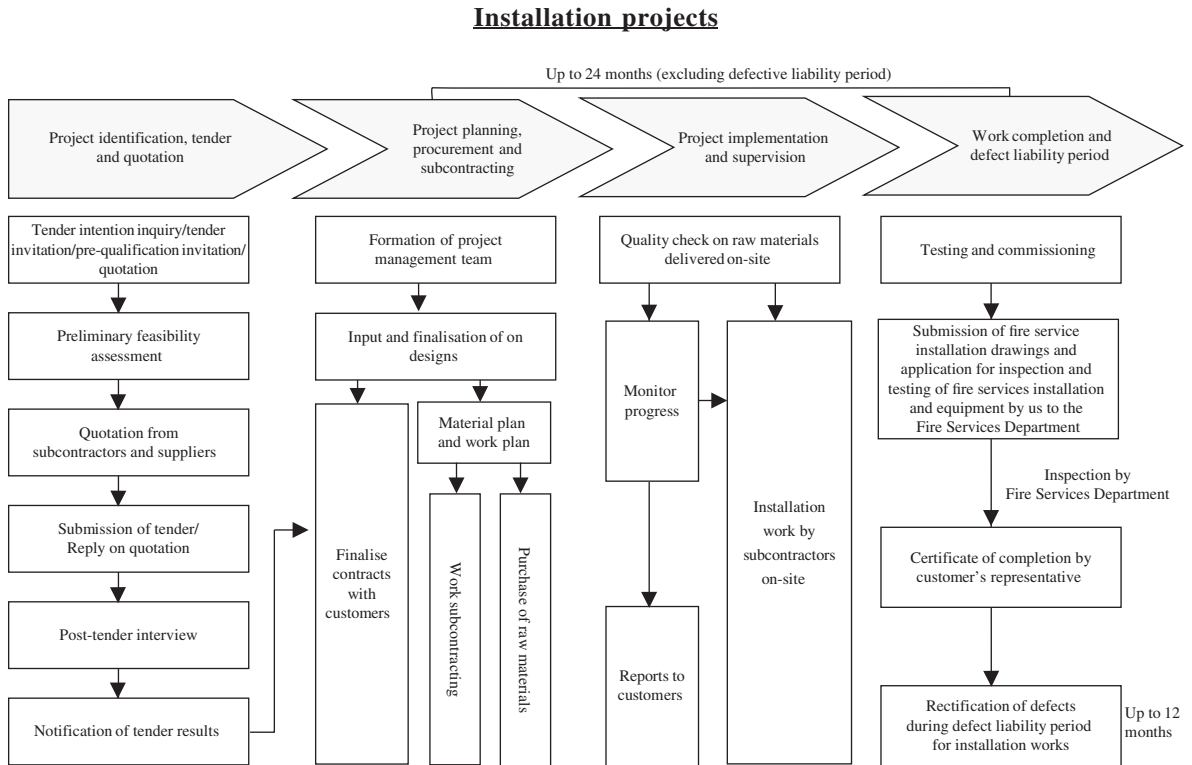 Installation projects
Up to 24 months (excluding defective liability period)
Project identification, tender
and quotation
Project planning,
procurement and
subcontracting
Project implementation
and supervision
Work completion and
defect liability period
Tender intention inquiry/tender
invitation/pre-qualification invitation/
quotation
Preliminary feasibility
assessment
Quotation from
subcontractors and suppliers
Submission of tender/
Reply on quotation
Post-tender interview
Notification of tender results
Formation of project
management team
Input and finalisation of on
designs
Finalise
contracts
with
customers
Material plan
and work plan
Work subcontracting
Purchase of raw materials
Quality check on raw materials
delivered on-site
Monitor
progress
Reports to
customers
Installation
work by
subcontractors
on-site
Testing and commissioning
Submission of fire service
installation drawings and
application for inspection and
testing of fire services installation
and equipment by us to the
Fire Services Department
Inspection by
Fire Services Department
Certificate of completion by
customer's representative
Rectification of defects
during defect liability period
for installation works
Up to 12
months